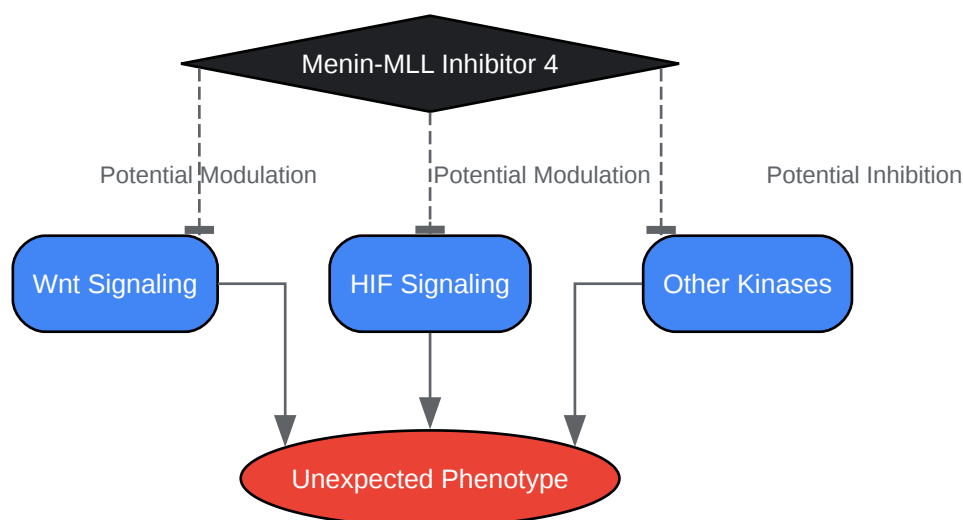 Menin-MLL Inhibitor 4
Potential Modulation
Potential Modulation
Potential Inhibition
Wnt Signaling
HIF Signaling
Other Kinases
Unexpected Phenotype